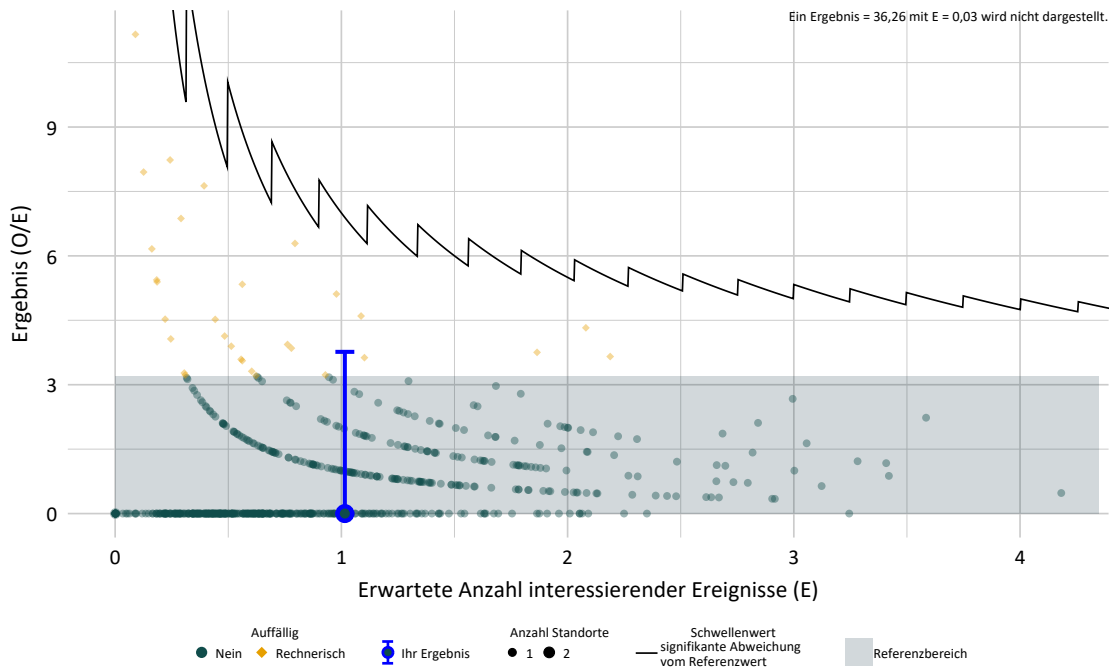 Ein Ergebnis = 36,26 mit E = 0,03 wird nicht dargestellt.
9
6
3
0
Ergebnis (O/E)
0 1 2 3 4
Erwartete Anzahl interessierender Ereignisse (E)
Auffällig
Nein Rechnerisch
Ihr Ergebnis
Anzahl Standorte
1 2
Schwellenwert
signifikante Abweichung
vom Referenzwert
Referenzbereich